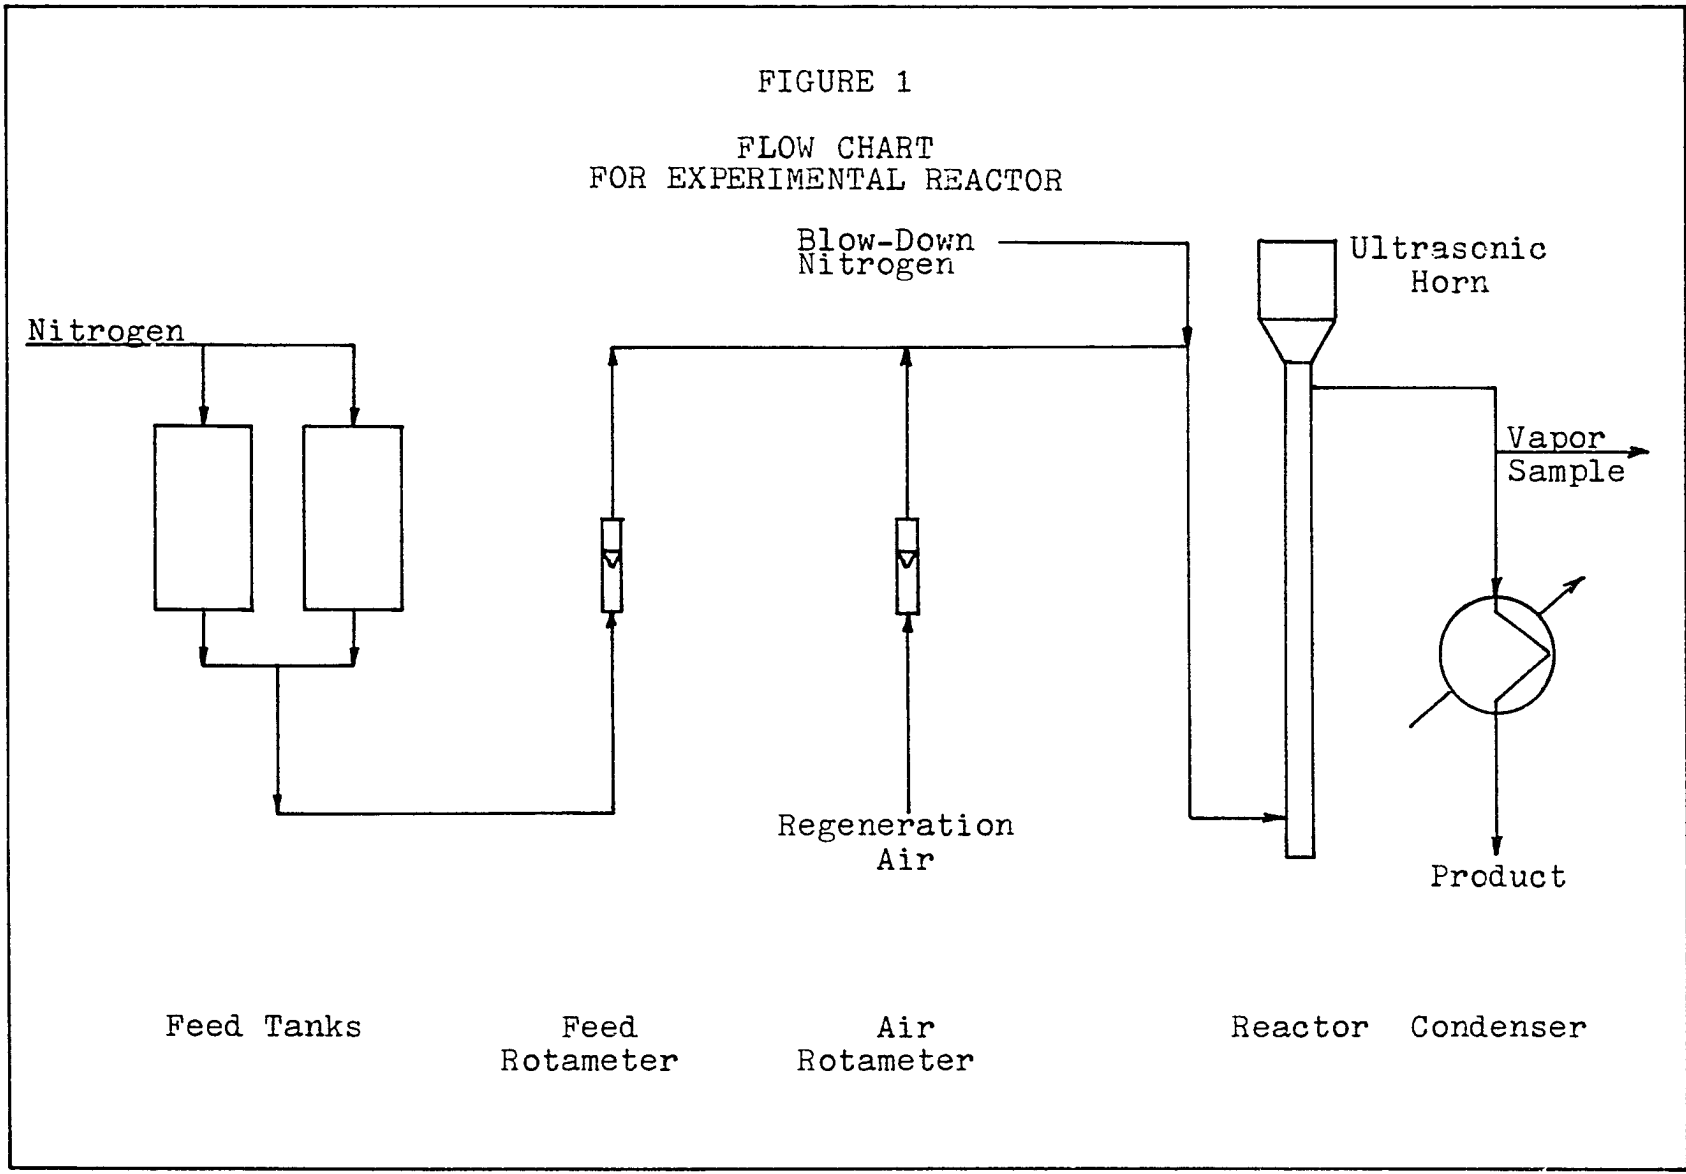 FIGURE 1
FLOW CHART
FOR EXPERIMENTAL REACTOR
Blow-Down
Nitrogen
Ultrasonic
Horn
Nitrogen
Vapor
Sample
Regeneration
Air
Product
Feed Tanks
Feed
Rotameter
Air
Rotameter
Reactor
Condenser